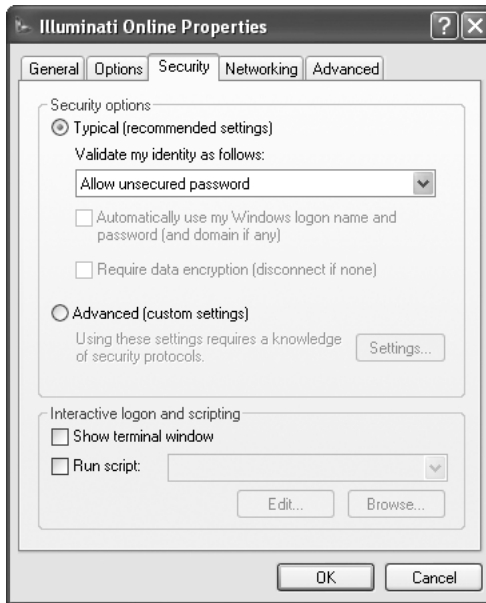 Illuminati Online Properties
General Options Security Networking Advanced
Security options
Typical (recommended settings)
Validate my identity as follows:
Allow unsecured password
Automatically use my Windows logon name and
password (and domain if any)
Require data encryption (disconnect if none)
Advanced (custom settings)
Using these settings requires a knowledge
of security protocols.
Settings...
Interactive logon and scripting
Show terminal window
Run script:
Edit... Browse...
OK Cancel